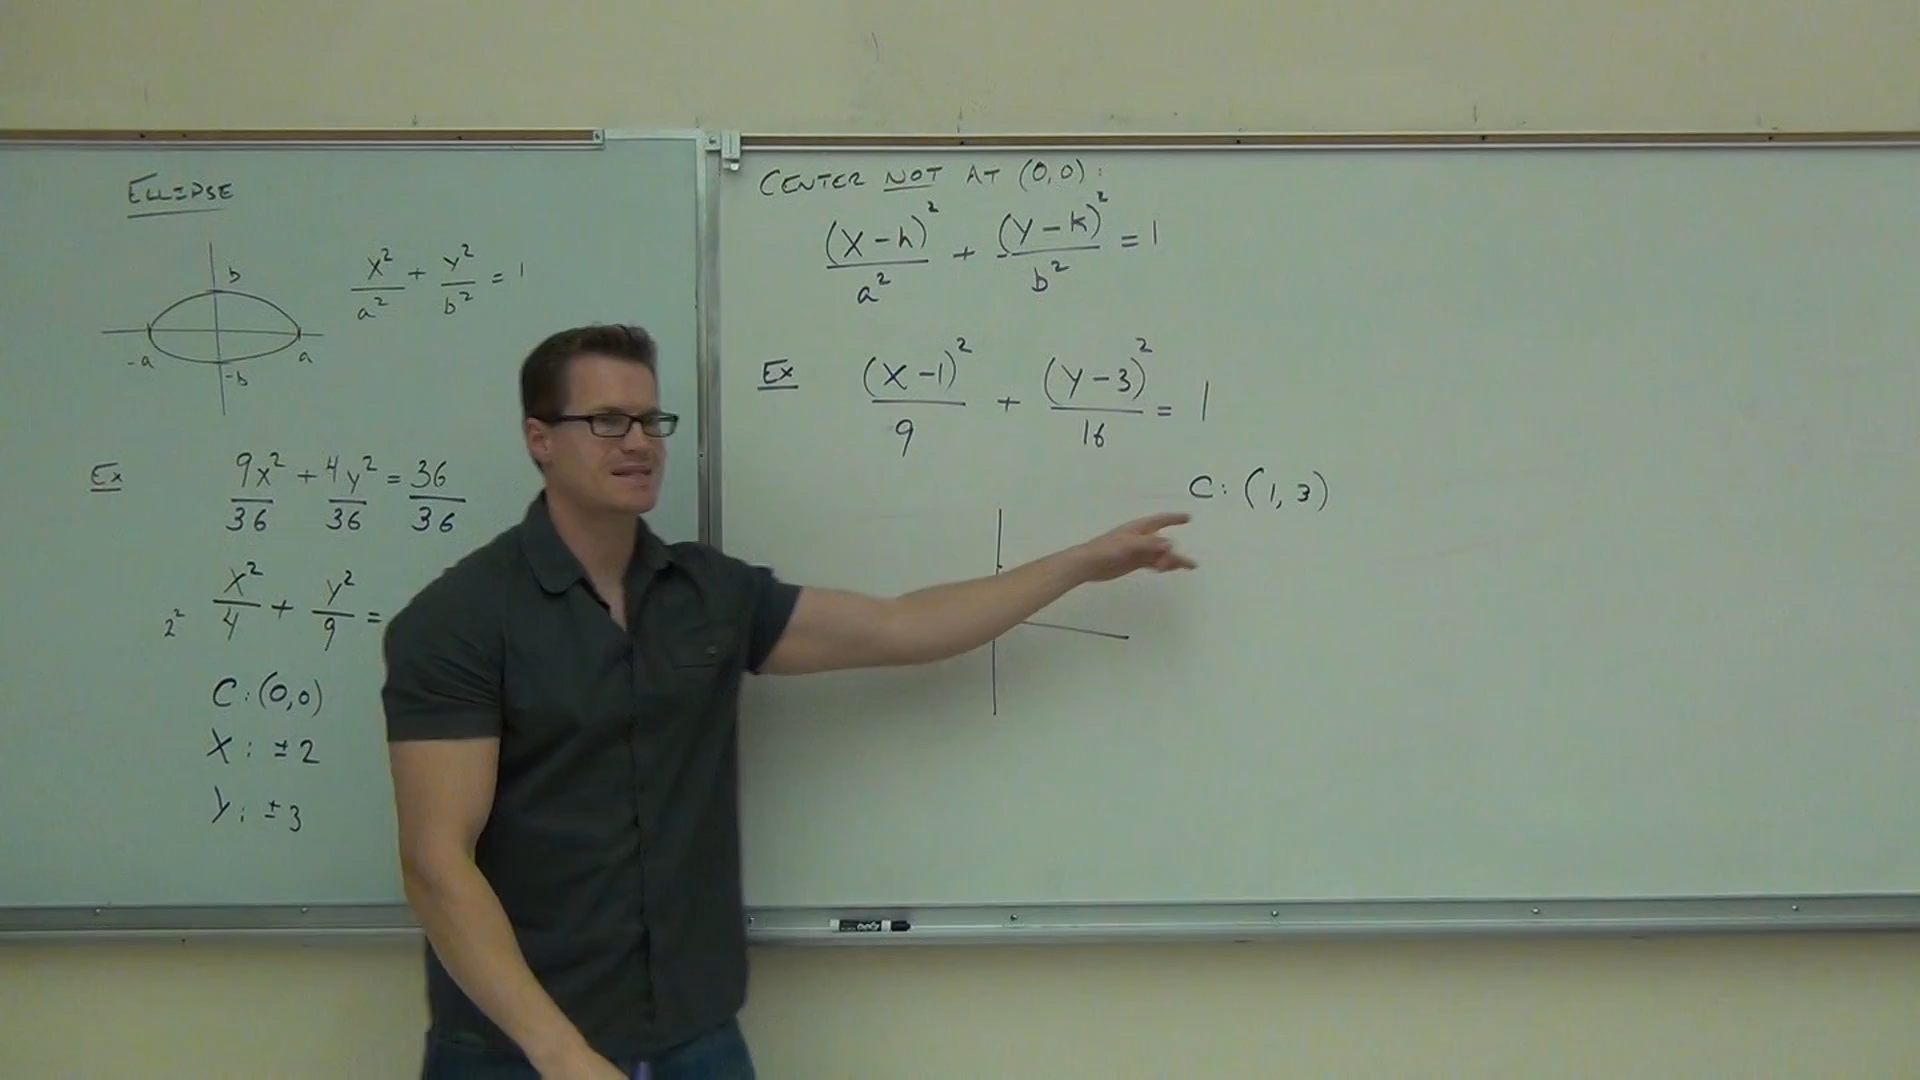 ELLIPSE
b
-a
a
-b
x²/a² + y²/b² = 1
Ex
9x²/36 + 4y²/36 = 36/36
2² x²/4 + y²/9 =
C: (0,0)
X: ±2
Y: ±3
CENTER NOT AT (0,0):
(X-h)²/a² + (Y-k)²/b² = 1
Ex (X-1)²/9 + (Y-3)²/16 = 1
C: (1, 3)
EXPO